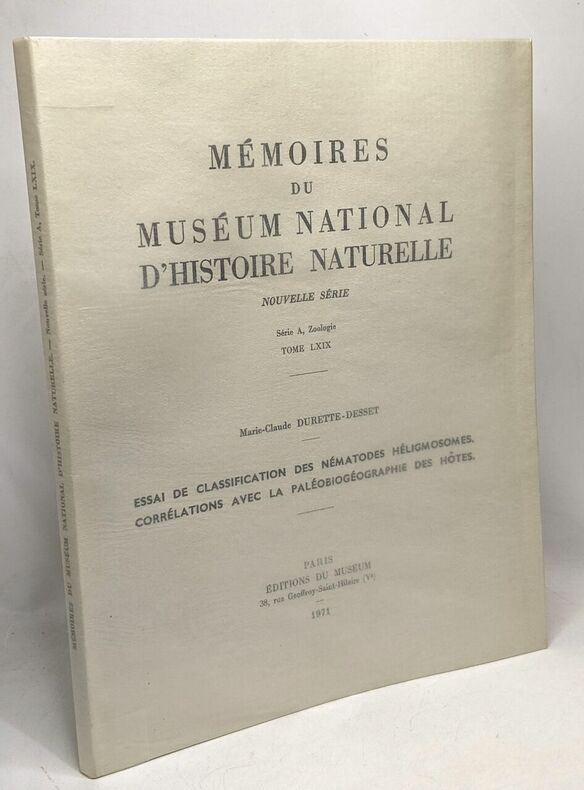 MÉMOIRES
DU
MUSÉUM NATIONAL
D'HISTOIRE NATURELLE
NOUVELLE SÉRIE
Série A, Zoologie
TOME LXIX
Marie-Claude DURETTE-DESSET
ESSAI DE CLASSIFICATION DES NÉMATODES HÉLIGMOSOMES.
CORRÉLATIONS AVEC LA PALÉOBIOGÉOGRAPHIE DES HÔTES.
PARIS
ÉDITIONS DU MUSÉUM
38, rue Geoffroy-Saint-Hilaire (Vᵉ)
1971
MÉMOIRES DU MUSÉUM NATIONAL D'HISTOIRE NATURELLE. — Nouvelle série. — Série A, Tome LXIX.